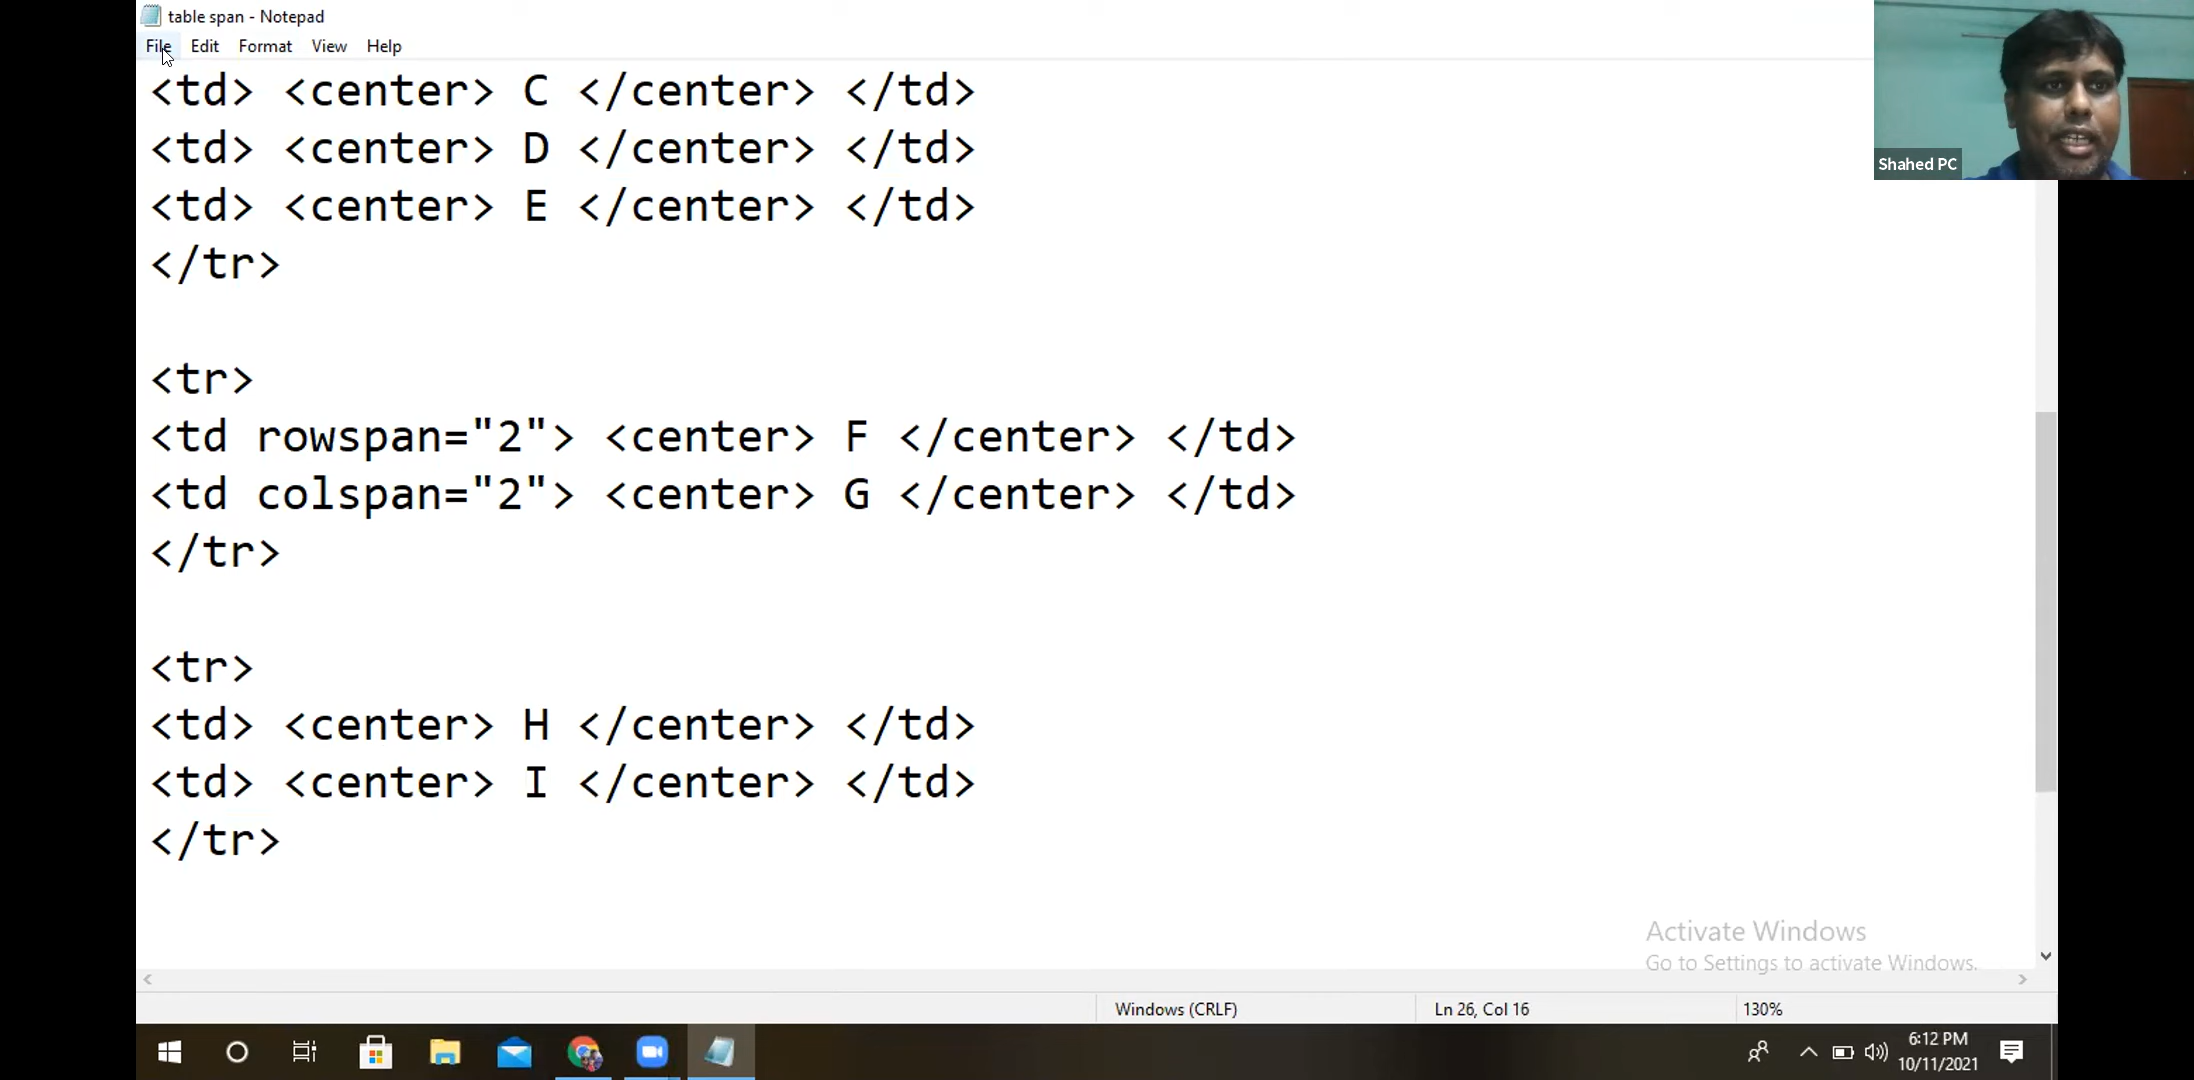 table span - Notepad
File Edit Format View Help
Shahed PC
<td> <center> C </center> </td>
<td> <center> D </center> </td>
<td> <center> E </center> </td>
</tr>
<tr>
<td rowspan="2"> <center> F </center> </td>
<td colspan="2"> <center> G </center> </td>
</tr>
<tr>
<td> <center> H </center> </td>
<td> <center> I </center> </td>
</tr>
Activate Windows
Go to Settings to activate Windows.
Windows (CRLF) Ln 26, Col 16 130%
6:12 PM
10/11/2021